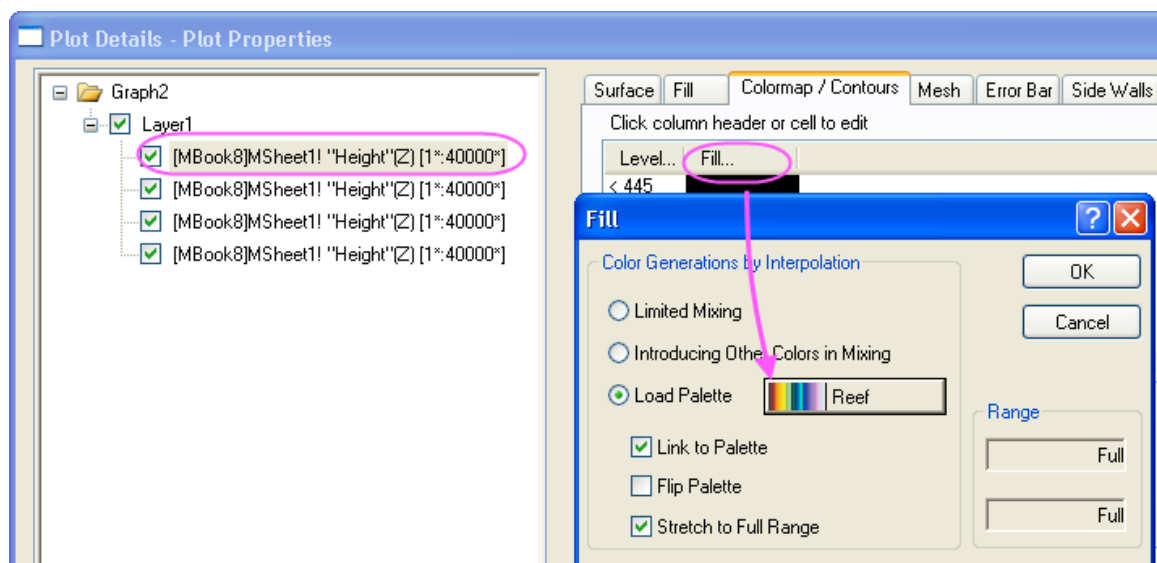 Plot Details - Plot Properties
Graph2
Layer1
[MBook8]MSheet1! "Height"(Z) [1*:40000*]
[MBook8]MSheet1! "Height"(Z) [1*:40000*]
[MBook8]MSheet1! "Height"(Z) [1*:40000*]
[MBook8]MSheet1! "Height"(Z) [1*:40000*]
Surface Fill Colormap / Contours Mesh Error Bar Side Walls
Click column header or cell to edit
Level... Fill...
< 445
Fill
Color Generations by Interpolation
OK
Limited Mixing
Cancel
Introducing Other Colors in Mixing
Load Palette Reef
Range
Link to Palette
Full
Flip Palette
Full
Stretch to Full Range